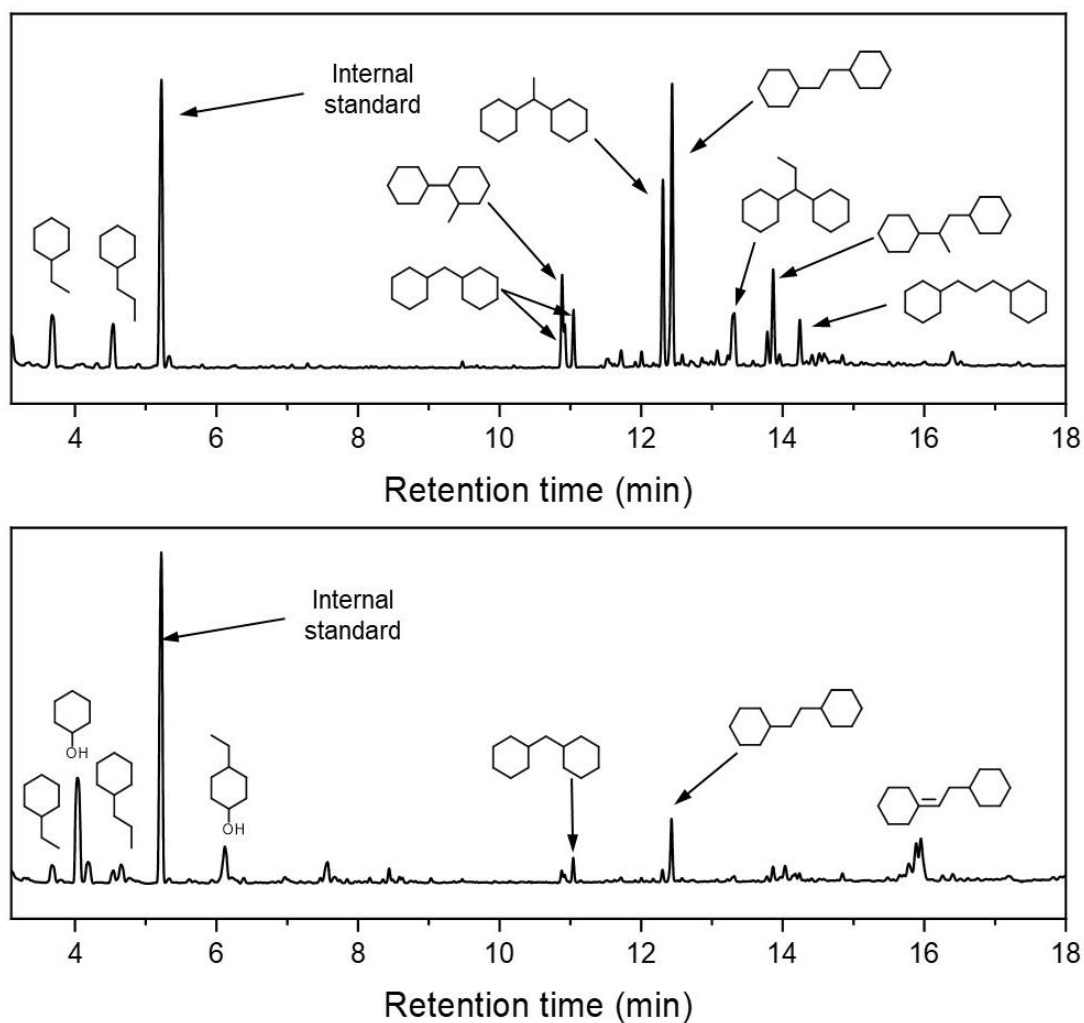 Internal
standard
4 6 8 10 12 14 16 18
Retention time (min)
Internal
standard
OH
OH
4 6 8 10 12 14 16 18
Retention time (min)